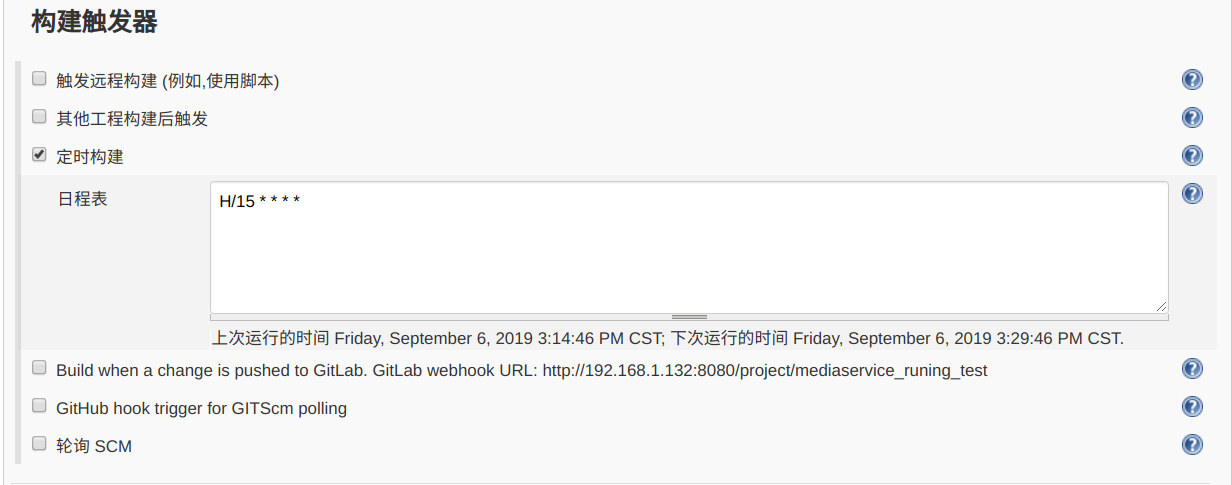 构建触发器
触发远程构建 (例如,使用脚本)
其他工程构建后触发
定时构建
日程表
H/15 * * * *
上次运行的时间 Friday, September 6, 2019 3:14:46 PM CST; 下次运行的时间 Friday, September 6, 2019 3:29:46 PM CST.
Build when a change is pushed to GitLab. GitLab webhook URL: http://192.168.1.132:8080/project/mediaservice_runing_test
GitHub hook trigger for GITScm polling
轮询 SCM